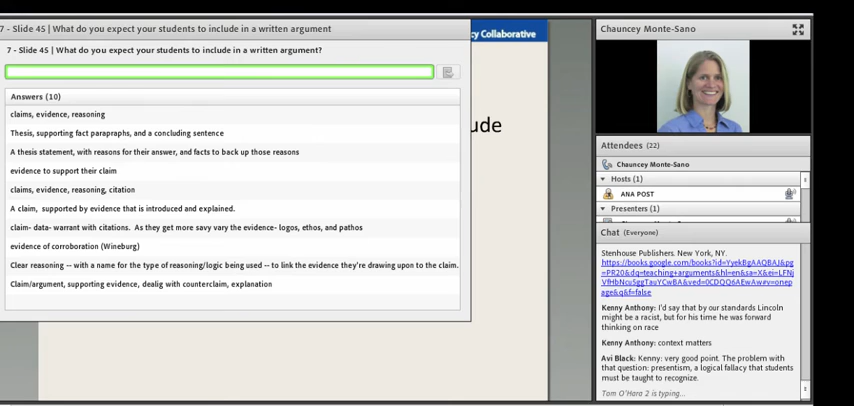 7 - Slide 45 | What do you expect your students to include in a written argument
7 - Slide 45 | What do you expect your students to include in a written argument?
Answers (10)
claims, evidence, reasoning
Thesis, supporting fact paragraphs, and a concluding sentence
A thesis statement, with reasons for their answer, and facts to back up those reasons
evidence to support their claim
claims, evidence, reasoning, citation
A claim, supported by evidence that is introduced and explained.
claim- data- warrant with citations. As they get more savy vary the evidence- logos, ethos, and pathos
evidence of corroboration (Wineburg)
Clear reasoning -- with a name for the type of reasoning/logic being used -- to link the evidence they're drawing upon to the claim.
Claim/argument, supporting evidence, dealig with counterclaim, explanation
cy Collaborative
ude
Chauncey Monte-Sano
Attendees (22)
Chauncey Monte-Sano
Hosts (1)
ANA POST
Presenters (1)
Chat (Everyone)
Stenhouse Publishers. New York, NY.
https://books.google.com/books?id=YyekBgAAQBAJ&pg
=PR20&dq=teaching+arguments&hl=en&sa=X&ei=LFNj
VfHbNcu5ggTauYCwBA&ved=0CDQQ6AEwAw#v=onep
age&q&f=false
Kenny Anthony: I'd say that by our standards Lincoln
might be a racist, but for his time he was forward
thinking on race
Kenny Anthony: context matters
Avi Black: Kenny: very good point. The problem with
that question: presentism, a logical fallacy that students
must be taught to recognize.
Tom O'Hara 2 is typing...